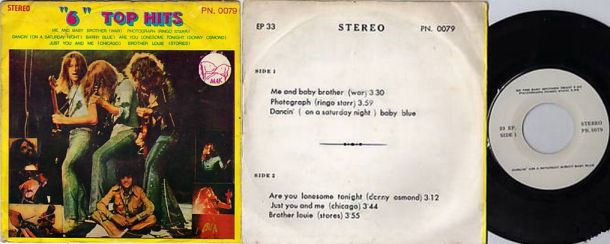 STEREO
"6" TOP HITS
PN. 0079
ME AND BABY BROTHER (WAR) PHOTOGRAPH (RINGO STARR)
DANCIN' (ON A SATURDAY NIGHT) BARRY BLUE) ARE YOU LONESOME TONIGHT (DONNY OSMOND)
JUST YOU AND ME (CHICAGO) BROTHER LOUIE (STORIES)
MAK
EP 33
STEREO
PN. 0079
SIDE 1
Me and baby brother (war) 3 30
Photograph (ringo starr) 3.59
Dancin' ( on a saturday night ) baby blue
SIDE 2
Are you lonesome tonight (dcrny osmond) 3.12
Just you and me (chicago) 3'44
Brother louie (stores) 3'55
33 EP.
SIDE 1
STEREO
PN. 0079